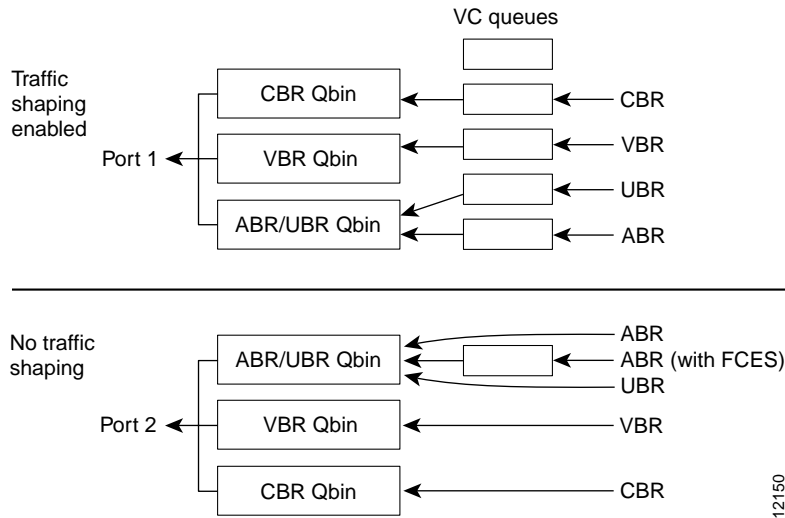 VC queues
Traffic
shaping
enabled
CBR Qbin
CBR
Port 1
VBR Qbin
VBR
UBR
ABR/UBR Qbin
ABR
No traffic
shaping
ABR/UBR Qbin
ABR
ABR (with FCES)
UBR
Port 2
VBR Qbin
VBR
CBR Qbin
CBR
12150